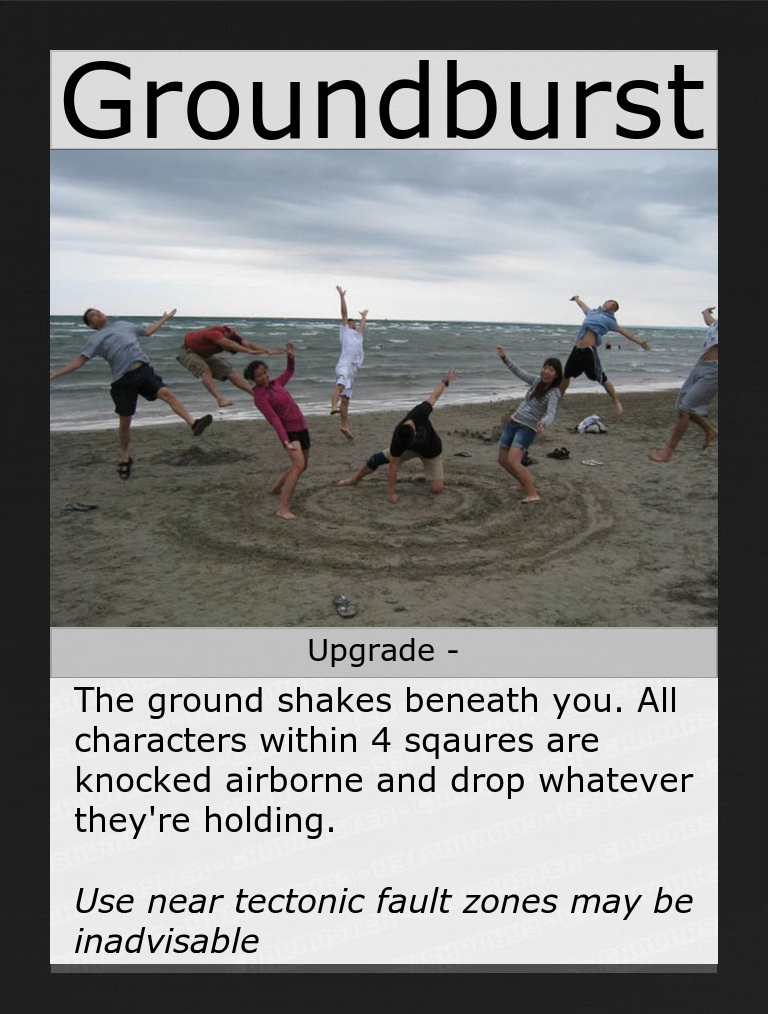 Groundburst
Upgrade -
The ground shakes beneath you. All
characters within 4 sqaures are
knocked airborne and drop whatever
they're holding.
Use near tectonic fault zones may be
inadvisable